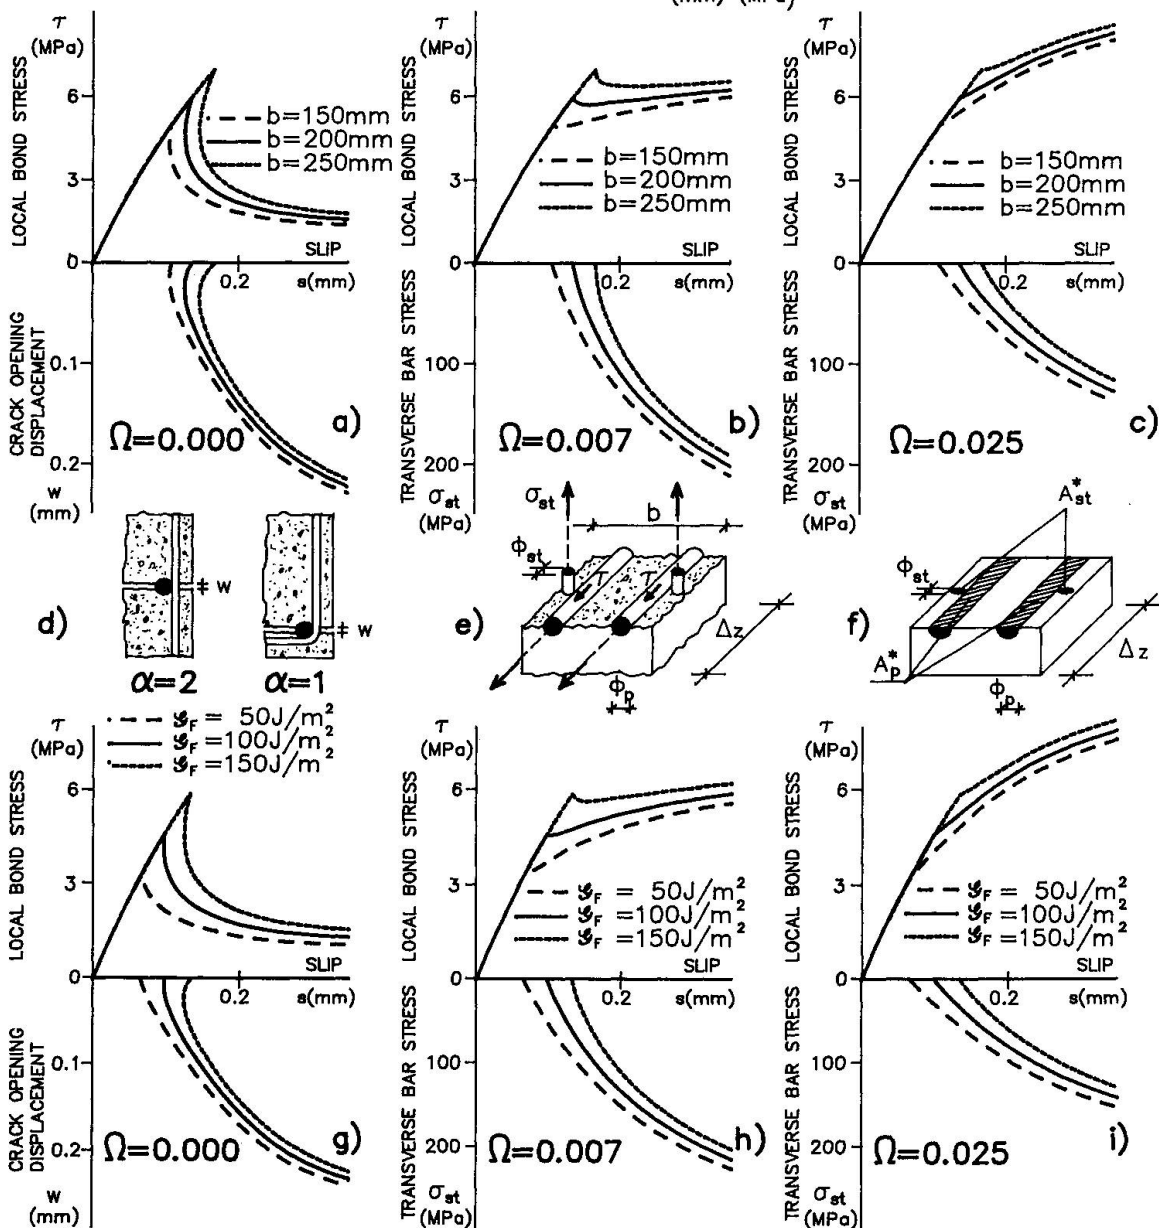 (mm) (MPa)
τ
(MPa)
LOCAL BOND STRESS
6
3
0
b=150mm
b=200mm
b=250mm
SLIP
0.2
s(mm)
CRACK OPENING
DISPLACEMENT
0.1
0.2
w
(mm)
a)
Ω=0.000
τ
(MPa)
LOCAL BOND STRESS
6
3
0
b=150mm
b=200mm
b=250mm
SLIP
0.2
s(mm)
TRANSVERSE BAR STRESS
100
200
σst
(MPa)
b)
Ω=0.007
τ
(MPa)
LOCAL BOND STRESS
6
3
0
b=150mm
b=200mm
b=250mm
SLIP
0.2
s(mm)
TRANSVERSE BAR STRESS
100
200
σst
(MPa)
c)
Ω=0.025
d)
w
α=2
w
α=1
e)
σst
b
ϕst
τ
τ
Δz
ϕp
f)
A*st
ϕst
A*p
Δz
ϕp
τ
(MPa)
LOCAL BOND STRESS
6
3
0
𝒢F = 50J/m²
𝒢F =100J/m²
𝒢F =150J/m²
SLIP
0.2
s(mm)
CRACK OPENING
DISPLACEMENT
0.1
0.2
w
(mm)
g)
Ω=0.000
τ
(MPa)
LOCAL BOND STRESS
6
3
0
𝒢F = 50J/m²
𝒢F =100J/m²
𝒢F =150J/m²
SLIP
0.2
s(mm)
TRANSVERSE BAR STRESS
100
200
σst
(MPa)
h)
Ω=0.007
τ
(MPa)
LOCAL BOND STRESS
6
3
0
𝒢F = 50J/m²
𝒢F =100J/m²
𝒢F =150J/m²
SLIP
0.2
s(mm)
TRANSVERSE BAR STRESS
100
200
σst
(MPa)
i)
Ω=0.025